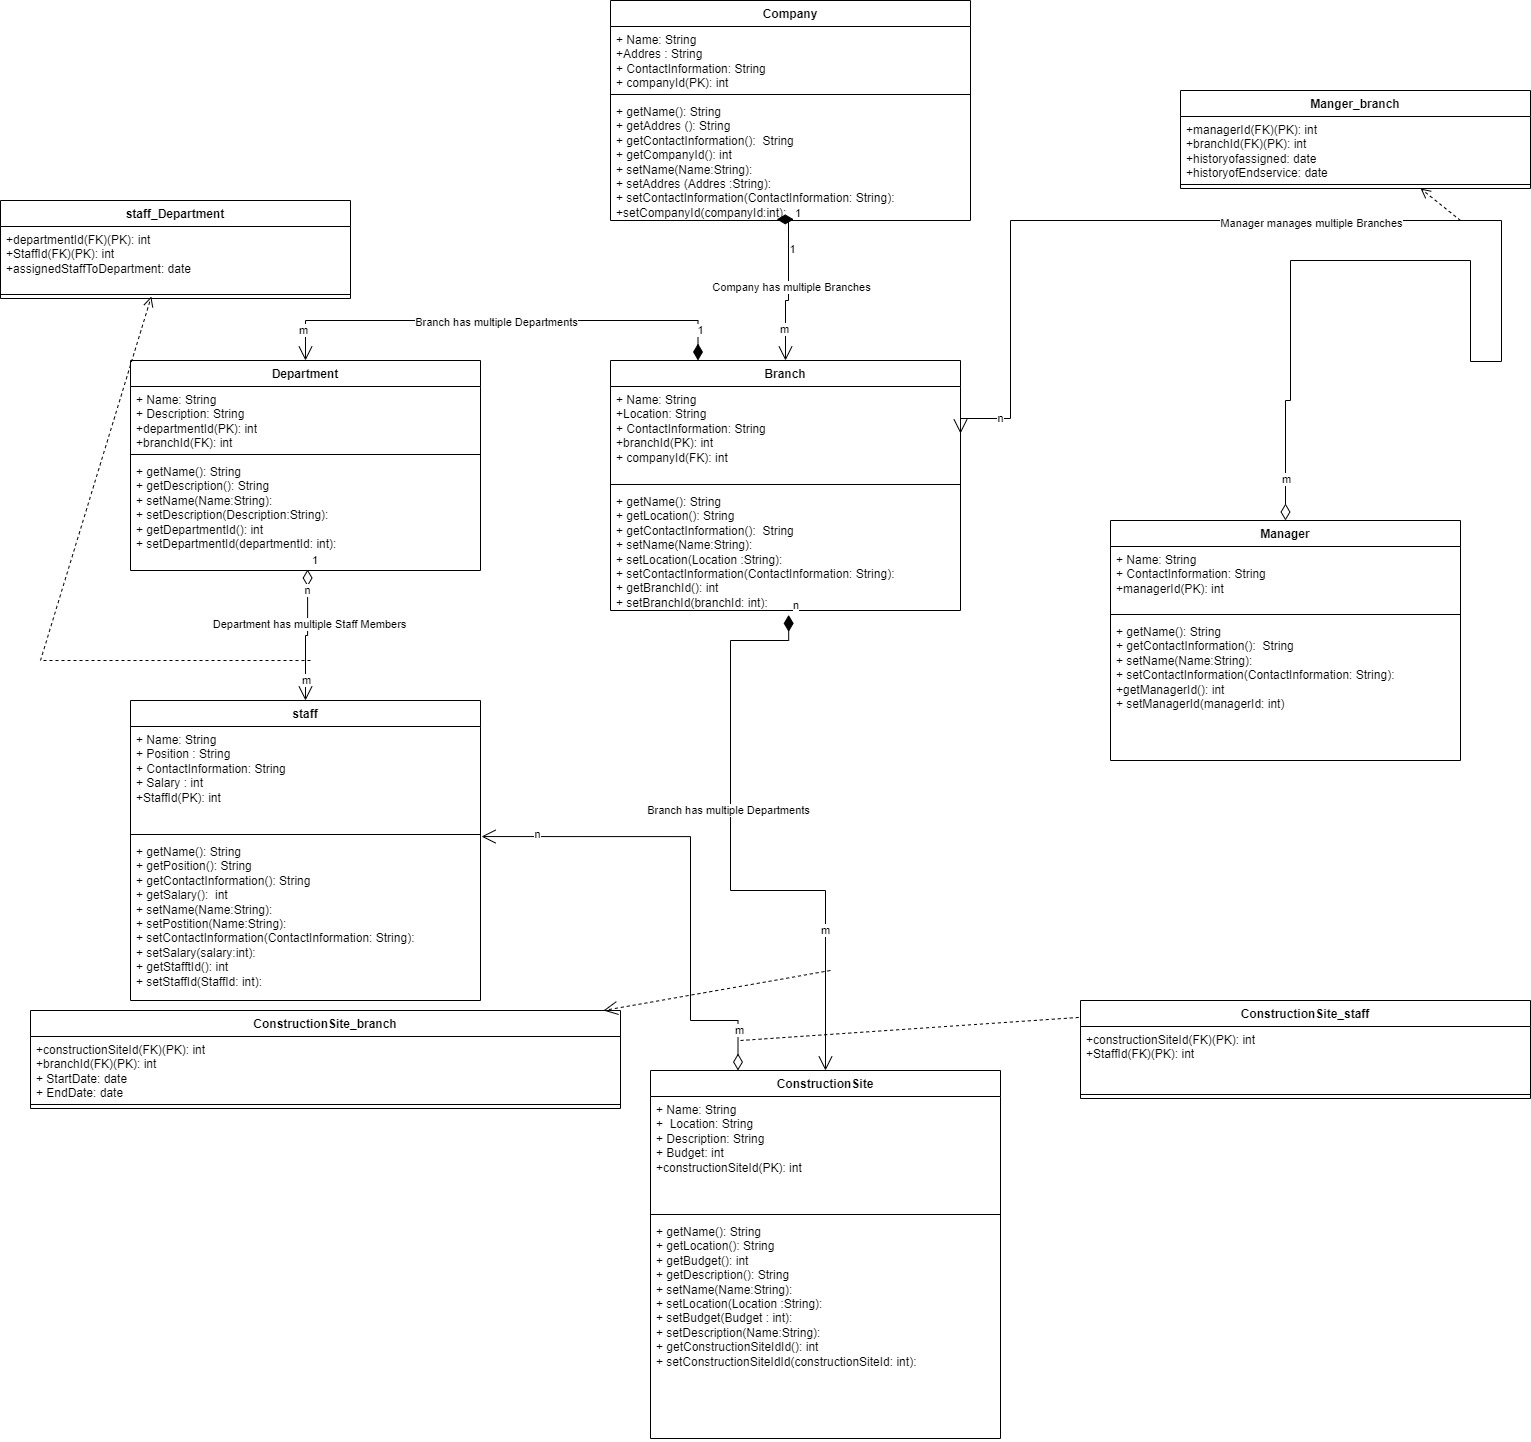 Company
+ Name: String
+Addres : String
+ ContactInformation: String
+ companyId(PK): int
+ getName(): String
+ getAddres (): String
+ getContactInformation():  String
+ getCompanyId(): int
+ setName(Name:String):
+ setAddres (Addres :String):
+ setContactInformation(ContactInformation: String):
+setCompanyId(companyId:int):
1
1
Company has multiple Branches
m
Manger_branch
+managerId(FK)(PK): int
+branchId(FK)(PK): int
+historyofassigned: date
+historyofEndservice: date
Manager manages multiple Branches
n
m
staff_Department
+departmentId(FK)(PK): int
+StaffId(FK)(PK): int
+assignedStaffToDepartment: date
m
Branch has multiple Departments
1
Department
+ Name: String
+ Description: String
+departmentId(PK): int
+branchId(FK): int
+ getName(): String
+ getDescription(): String
+ setName(Name:String):
+ setDescription(Description:String):
+ getDepartmentId(): int
+ setDepartmentId(departmentId: int):
1
n
Department has multiple Staff Members
m
Branch
+ Name: String
+Location: String
+ ContactInformation: String
+branchId(PK): int
+ companyId(FK): int
+ getName(): String
+ getLocation(): String
+ getContactInformation():  String
+ setName(Name:String):
+ setLocation(Location :String):
+ setContactInformation(ContactInformation: String):
+ getBranchId(): int
+ setBranchId(branchId: int):
n
Manager
+ Name: String
+ ContactInformation: String
+managerId(PK): int
+ getName(): String
+ getContactInformation():  String
+ setName(Name:String):
+ setContactInformation(ContactInformation: String):
+getManagerId(): int
+ setManagerId(managerId: int)
staff
+ Name: String
+ Position : String
+ ContactInformation: String
+ Salary : int
+StaffId(PK): int
+ getName(): String
+ getPosition(): String
+ getContactInformation(): String
+ getSalary():  int
+ setName(Name:String):
+ setPostition(Name:String):
+ setContactInformation(ContactInformation: String):
+ setSalary(salary:int):
+ getStafftId(): int
+ setStaffId(StaffId: int):
Branch has multiple Departments
n
m
m
ConstructionSite_branch
+constructionSiteId(FK)(PK): int
+branchId(FK)(PK): int
+ StartDate: date
+ EndDate: date
ConstructionSite_staff
+constructionSiteId(FK)(PK): int
+StaffId(FK)(PK): int
ConstructionSite
+ Name: String
+  Location: String
+ Description: String
+ Budget: int
+constructionSiteId(PK): int
+ getName(): String
+ getLocation(): String
+ getBudget(): int
+ getDescription(): String
+ setName(Name:String):
+ setLocation(Location :String):
+ setBudget(Budget : int):
+ setDescription(Name:String):
+ getConstructionSiteIdId(): int
+ setConstructionSiteIdId(constructionSiteId: int):